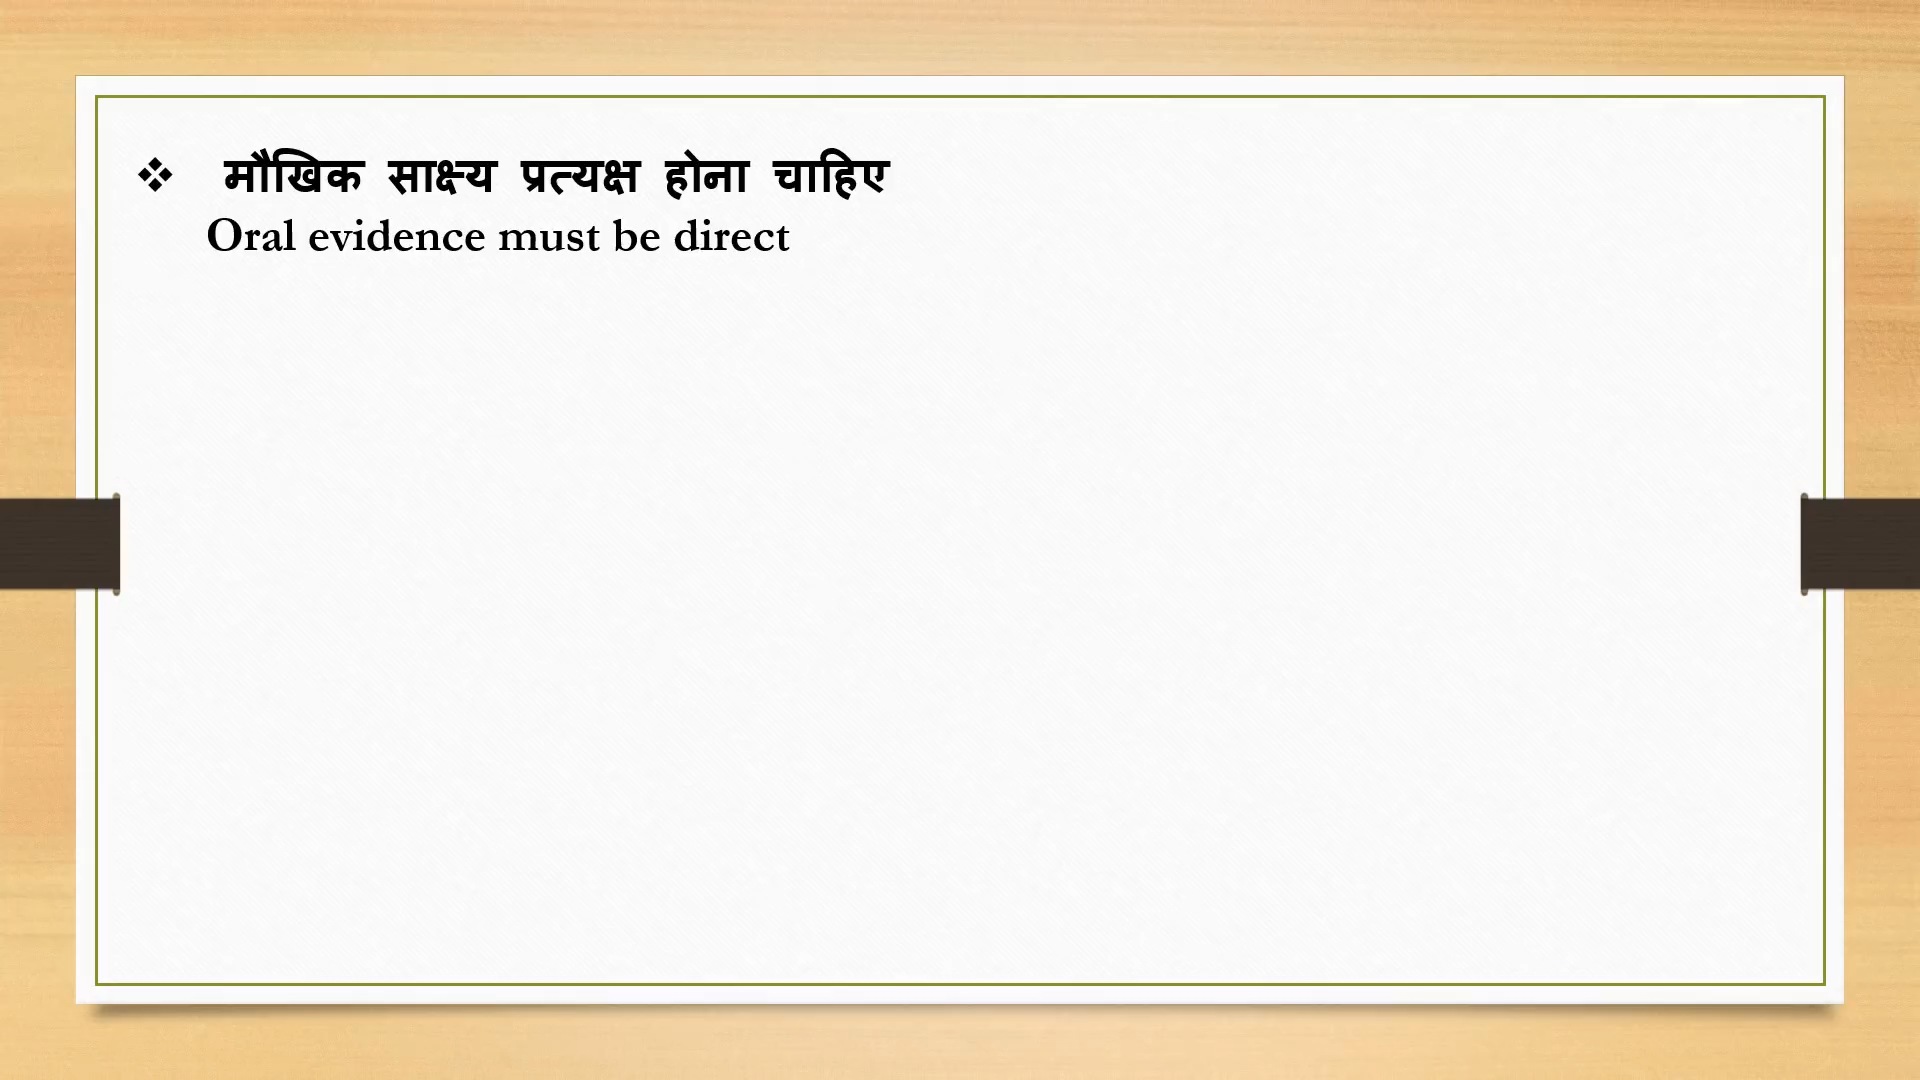 ❖ मौखिक साक्ष्य प्रत्यक्ष होना चाहिए
Oral evidence must be direct